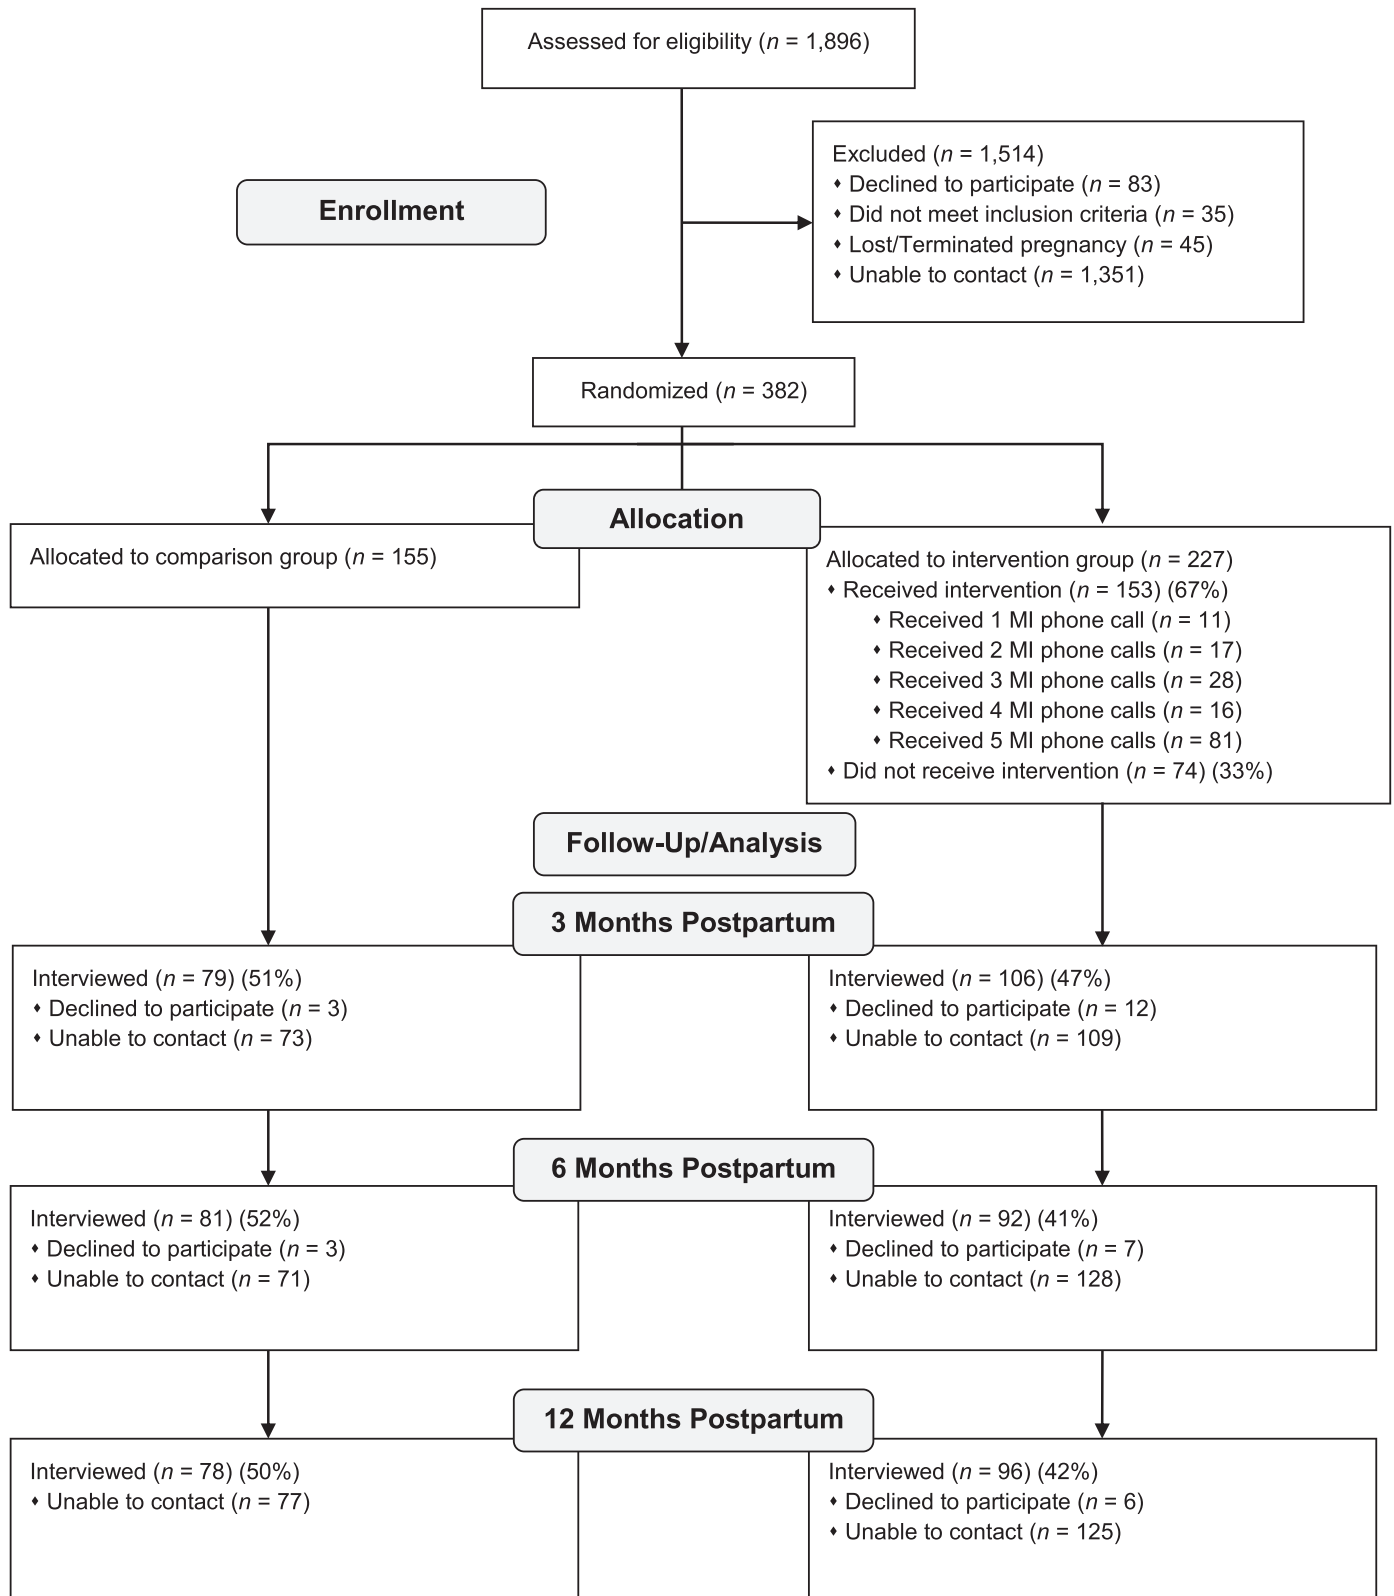 Assessed for eligibility (n = 1,896)
Excluded (n = 1,514)
♦ Declined to participate (n = 83)
♦ Did not meet inclusion criteria (n = 35)
♦ Lost/Terminated pregnancy (n = 45)
♦ Unable to contact (n = 1,351)
Enrollment
Randomized (n = 382)
Allocation
Allocated to comparison group (n = 155)
Allocated to intervention group (n = 227)
♦ Received intervention (n = 153) (67%)
♦ Received 1 MI phone call (n = 11)
♦ Received 2 MI phone calls (n = 17)
♦ Received 3 MI phone calls (n = 28)
♦ Received 4 MI phone calls (n = 16)
♦ Received 5 MI phone calls (n = 81)
♦ Did not receive intervention (n = 74) (33%)
Follow-Up/Analysis
3 Months Postpartum
Interviewed (n = 79) (51%)
♦ Declined to participate (n = 3)
♦ Unable to contact (n = 73)
Interviewed (n = 106) (47%)
♦ Declined to participate (n = 12)
♦ Unable to contact (n = 109)
6 Months Postpartum
Interviewed (n = 81) (52%)
♦ Declined to participate (n = 3)
♦ Unable to contact (n = 71)
Interviewed (n = 92) (41%)
♦ Declined to participate (n = 7)
♦ Unable to contact (n = 128)
12 Months Postpartum
Interviewed (n = 78) (50%)
♦ Unable to contact (n = 77)
Interviewed (n = 96) (42%)
♦ Declined to participate (n = 6)
♦ Unable to contact (n = 125)